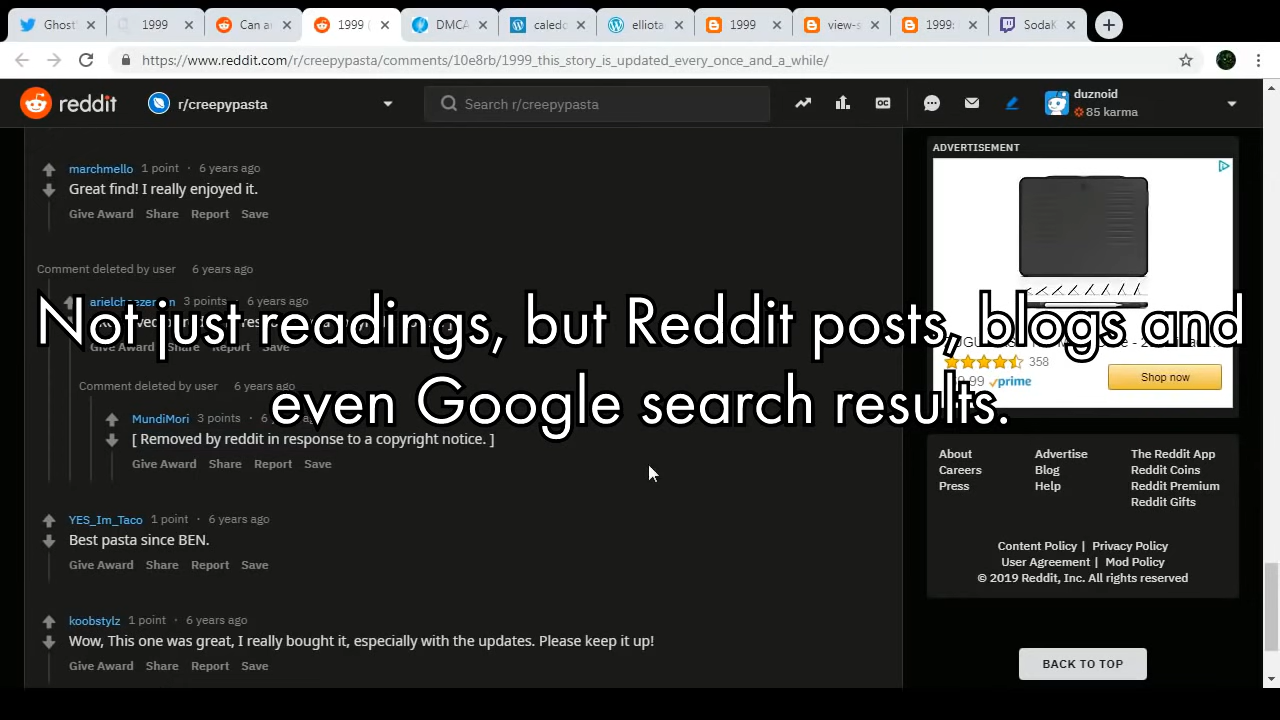 Ghost
1999
Can a
1999 (
DMCA
caledo
elliota
1999
view-s
1999:
SodaK
https://www.reddit.com/r/creepypasta/comments/10e8rb/1999_this_story_is_updated_every_once_and_a_while/
reddit
r/creepypasta
Search r/creepypasta
duznoid
85 karma
marchmello 1 point · 6 years ago
Great find! I really enjoyed it.
Give Award Share Report Save
Comment deleted by user 6 years ago
3 points · 6 years ago
Not just readings, but Reddit posts, blogs and
even Google search results.
Comment deleted by user 6 years ago
MundiMori 3 points
[ Removed by reddit in response to a copyright notice. ]
Give Award Share Report Save
YES_Im_Taco 1 point · 6 years ago
Best pasta since BEN.
Give Award Share Report Save
koobstylz 1 point · 6 years ago
Wow, This one was great, I really bought it, especially with the updates. Please keep it up!
Give Award Share Report Save
ADVERTISEMENT
358
prime
Shop now
About Advertise The Reddit App
Careers Blog Reddit Coins
Press Help Reddit Premium
Reddit Gifts
Content Policy | Privacy Policy
User Agreement | Mod Policy
© 2019 Reddit, Inc. All rights reserved
BACK TO TOP